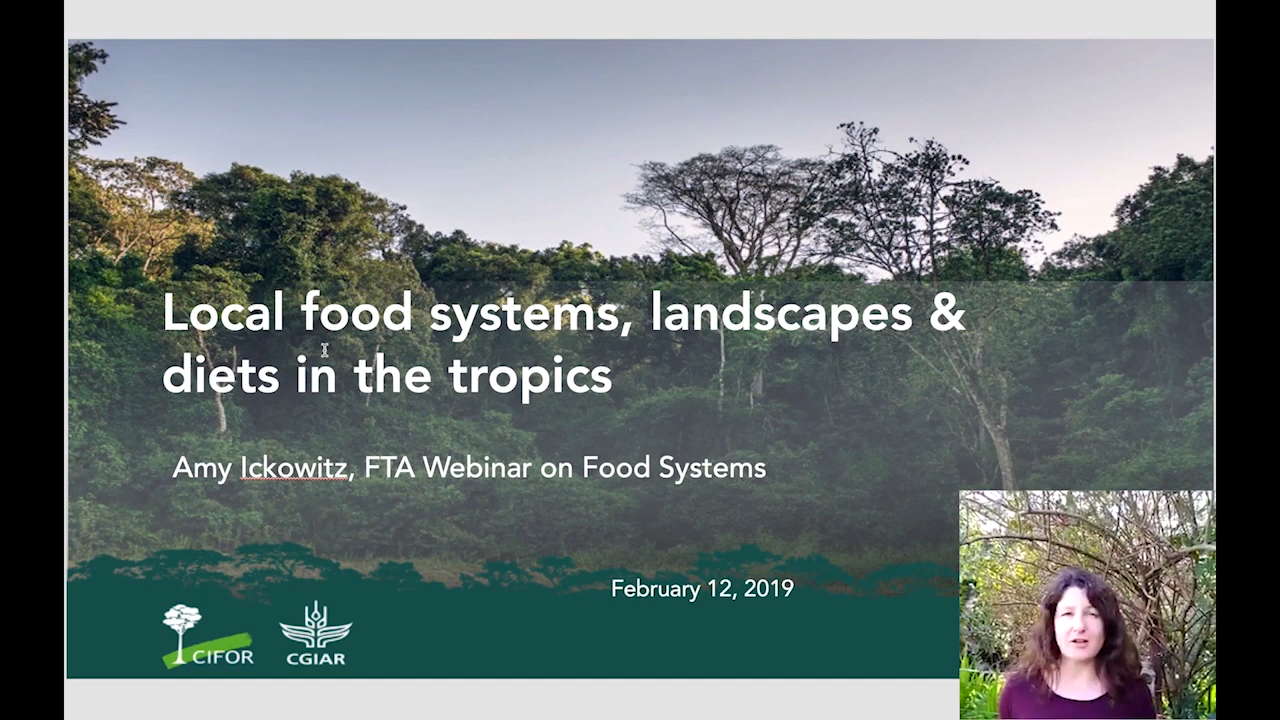 Local food systems, landscapes &
diets in the tropics
Amy Ickowitz, FTA Webinar on Food Systems
February 12, 2019
CIFOR
CGIAR